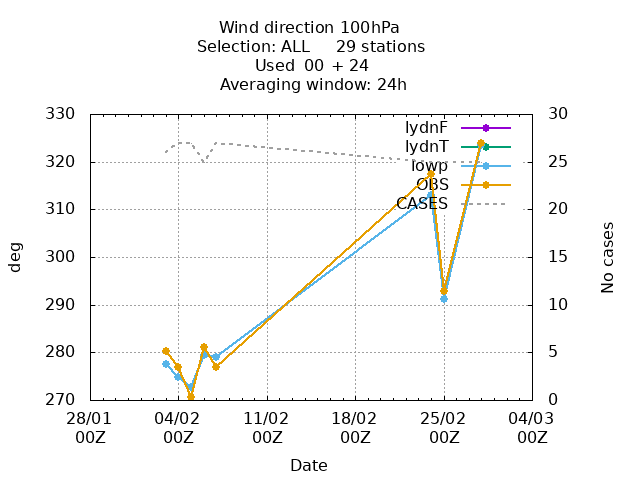 Wind direction 100hPa
Selection: ALL 29 stations
Used 00 + 24
Averaging window: 24h
330
320
310
300
290
280
270
deg
30
25
20
15
10
5
0
No cases
lydnF
lydnT
iowp
OBS
CASES
28/01 04/02 11/02 18/02 25/02 04/03
00Z 00Z 00Z 00Z 00Z 00Z
Date